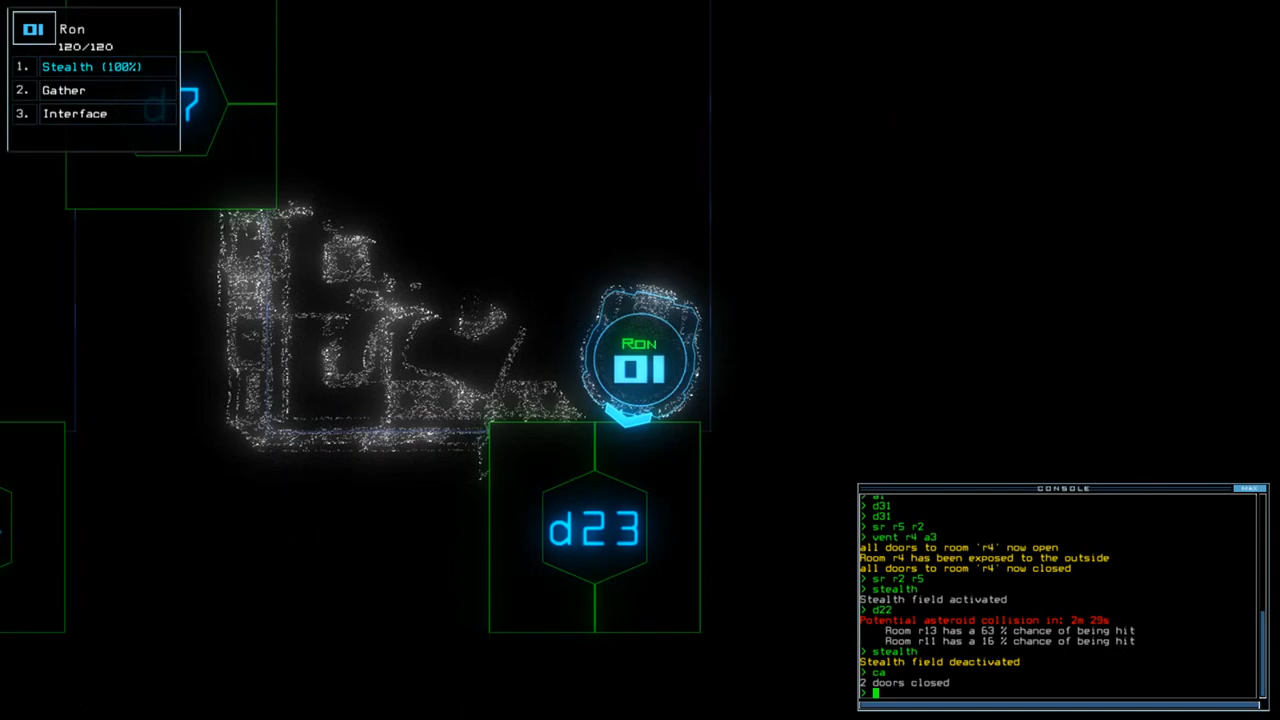 01 Ron
120/120
1. Stealth (100%)
2. Gather
3. Interface
d7
Ron
01
d23
CONSOLE
> d31
> d31
> sr r5 r2
> vent r4 a3
all doors to room `r4` now open
Room r4 has been exposed to the outside
all doors to room `r4` now closed
> sr r2 r5
> stealth
Stealth field activated
> d22
Potential asteroid collision in: 2m 29s
Room r13 has a 63 % chance of being hit
Room r11 has a 16 % chance of being hit
> stealth
Stealth field deactivated
> ca
2 doors closed
>